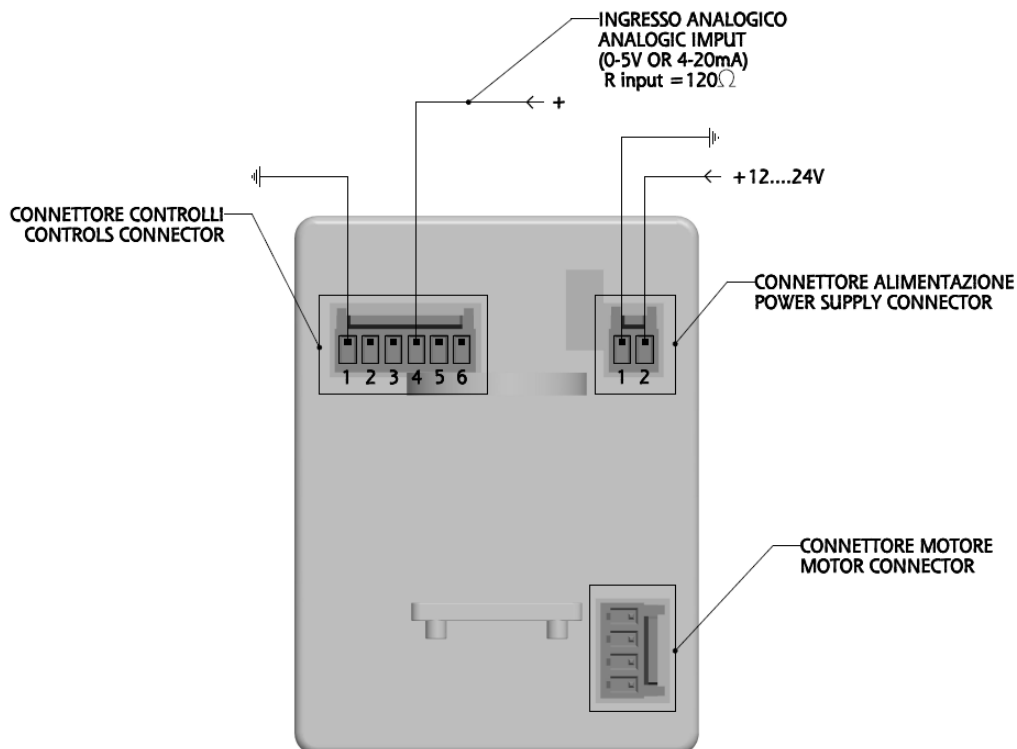 INGRESSO ANALOGICO
ANALOGIC IMPUT
(0-5V OR 4-20mA)
R input =120Ω
+
+12....24V
CONNETTORE CONTROLLI
CONTROLS CONNECTOR
CONNETTORE ALIMENTAZIONE
POWER SUPPLY CONNECTOR
1 2 3 4 5 6
1 2
CONNETTORE MOTORE
MOTOR CONNECTOR